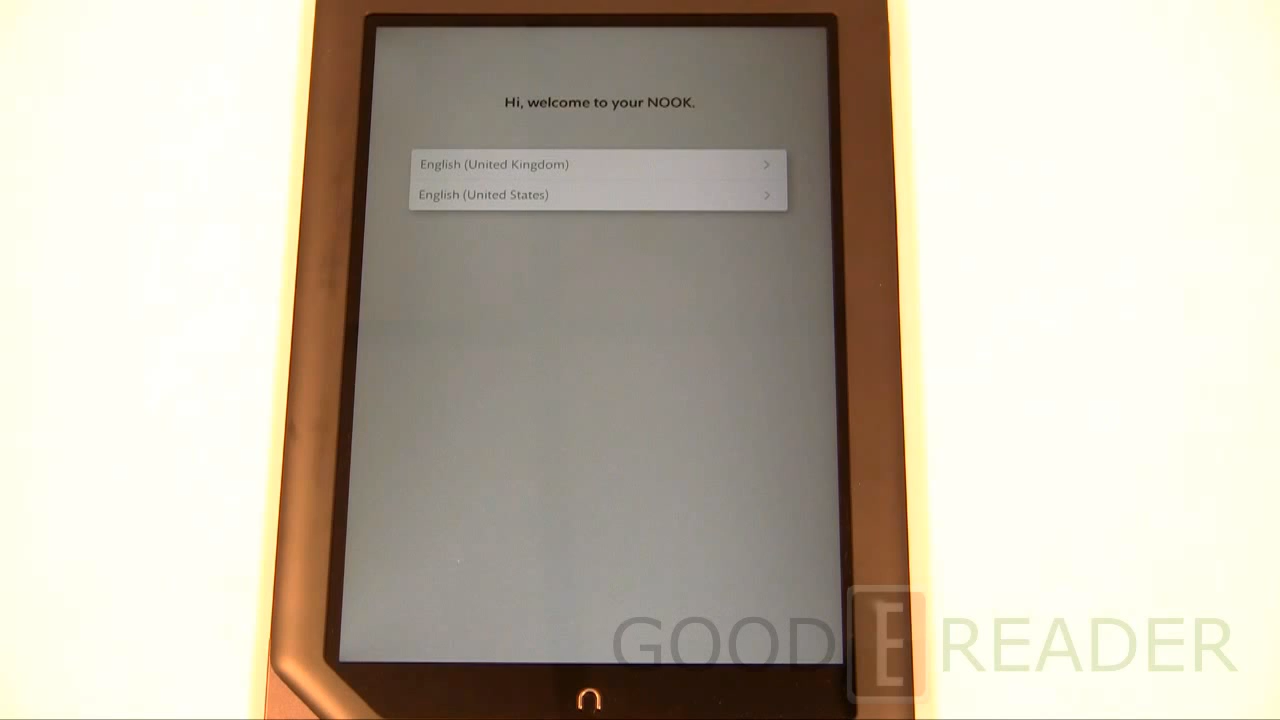 Hi, welcome to your NOOK.
English (United Kingdom)
English (United States)
GOOD E READER